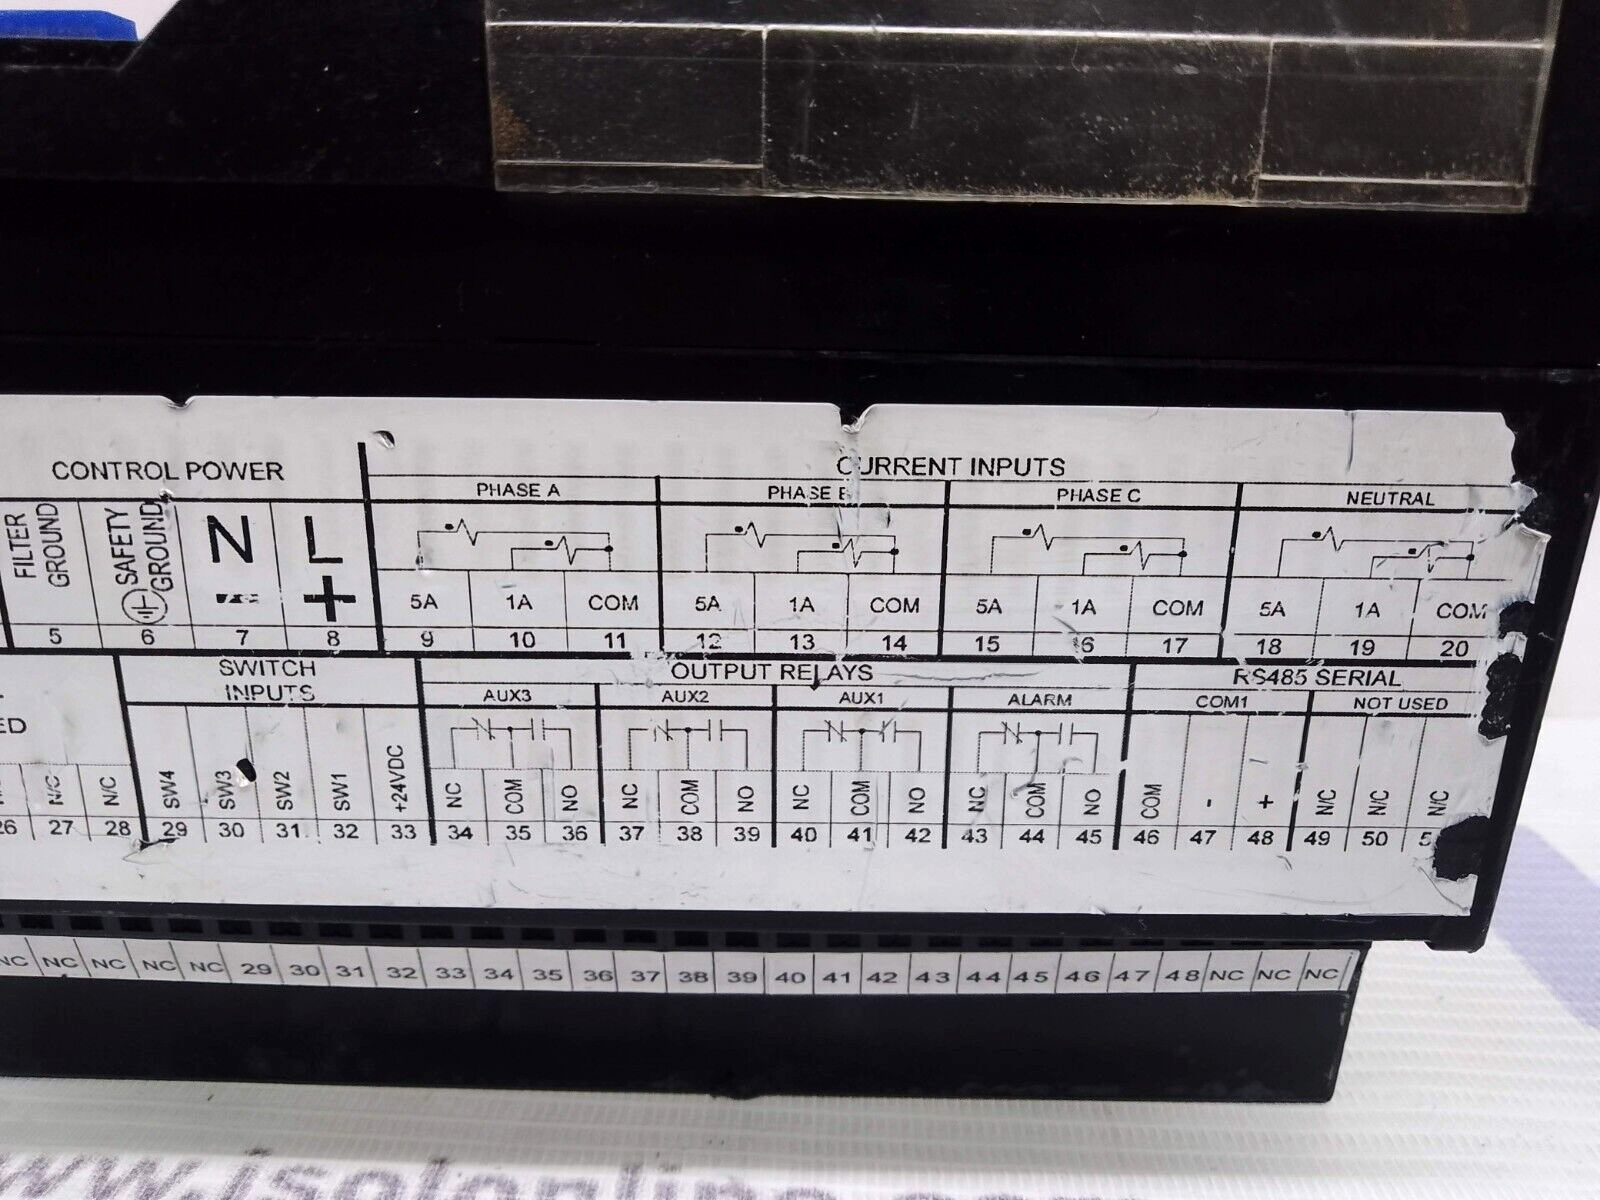 CONTROL POWER
CURRENT INPUTS
PHASE A PHASE B PHASE C NEUTRAL
FILTER GROUND SAFETY GROUND N L
+
5A 1A COM 5A 1A COM 5A 1A COM 5A 1A COM
5 6 7 8 9 10 11 12 13 14 15 16 17 18 19 20
SWITCH INPUTS OUTPUT RELAYS RS485 SERIAL
AUX3 AUX2 AUX1 ALARM COM1 NOT USED
N/C N/C SW4 SW3 SW2 SW1 +24VDC NC COM NO NC COM NO NC COM NO NC COM NO COM - + N/C N/C N/C
27 28 29 30 31 32 33 34 35 36 37 38 39 40 41 42 43 44 45 46 47 48 49 50
NC NC NC NC NC 29 30 31 32 33 34 35 36 37 38 39 40 41 42 43 44 45 46 47 48 NC NC NC